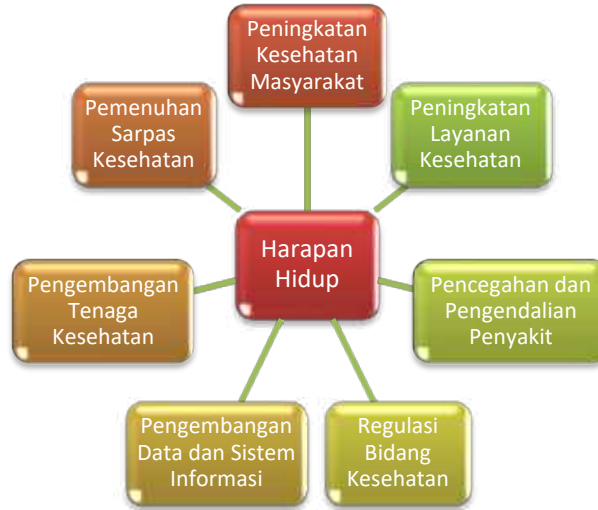 Peningkatan
Kesehatan
Masyarakat
Peningkatan
Layanan
Kesehatan
Pencegahan dan
Pengendalian
Penyakit
Regulasi
Bidang
Kesehatan
Pengembangan
Data dan Sistem
Informasi
Pengembangan
Tenaga
Kesehatan
Pemenuhan
Sarpas
Kesehatan
Harapan
Hidup